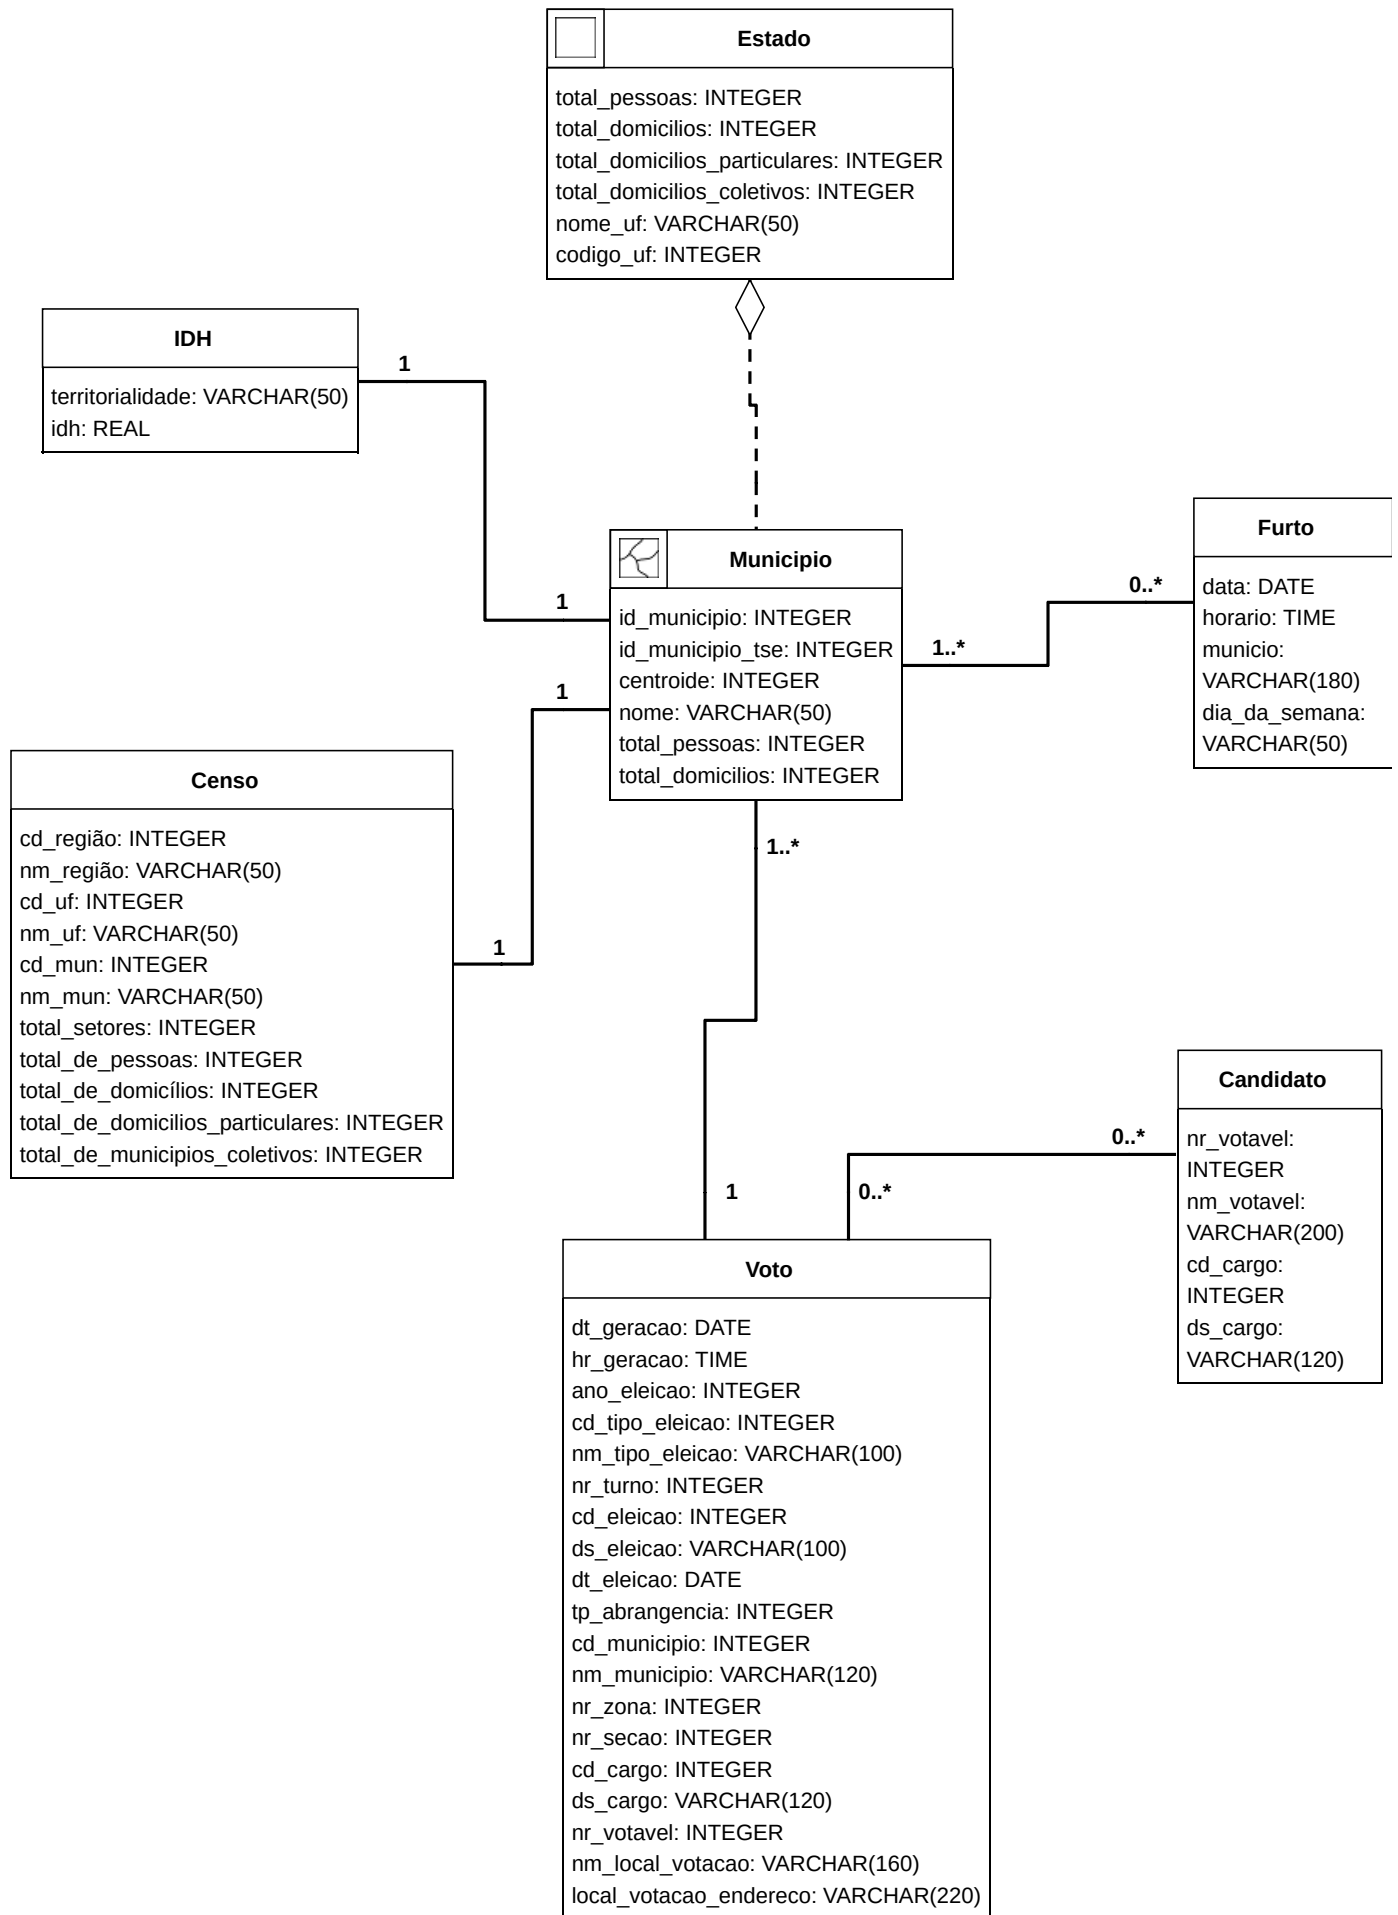 Estado
total_pessoas: INTEGER
total_domicilios: INTEGER
total_domicilios_particulares: INTEGER
total_domicilios_coletivos: INTEGER
nome_uf: VARCHAR(50)
codigo_uf: INTEGER
IDH
territorialidade: VARCHAR(50)
idh: REAL
1
1
Municipio
id_municipio: INTEGER
id_municipio_tse: INTEGER
centroide: INTEGER
nome: VARCHAR(50)
total_pessoas: INTEGER
total_domicilios: INTEGER
0..*
1..*
Furto
data: DATE
horario: TIME
municio:
VARCHAR(180)
dia_da_semana:
VARCHAR(50)
1
1
Censo
cd_região: INTEGER
nm_região: VARCHAR(50)
cd_uf: INTEGER
nm_uf: VARCHAR(50)
cd_mun: INTEGER
nm_mun: VARCHAR(50)
total_setores: INTEGER
total_de_pessoas: INTEGER
total_de_domicílios: INTEGER
total_de_domicilios_particulares: INTEGER
total_de_municipios_coletivos: INTEGER
1..*
1
0..*
0..*
Candidato
nr_votavel:
INTEGER
nm_votavel:
VARCHAR(200)
cd_cargo:
INTEGER
ds_cargo:
VARCHAR(120)
Voto
dt_geracao: DATE
hr_geracao: TIME
ano_eleicao: INTEGER
cd_tipo_eleicao: INTEGER
nm_tipo_eleicao: VARCHAR(100)
nr_turno: INTEGER
cd_eleicao: INTEGER
ds_eleicao: VARCHAR(100)
dt_eleicao: DATE
tp_abrangencia: INTEGER
cd_municipio: INTEGER
nm_municipio: VARCHAR(120)
nr_zona: INTEGER
nr_secao: INTEGER
cd_cargo: INTEGER
ds_cargo: VARCHAR(120)
nr_votavel: INTEGER
nm_local_votacao: VARCHAR(160)
local_votacao_endereco: VARCHAR(220)